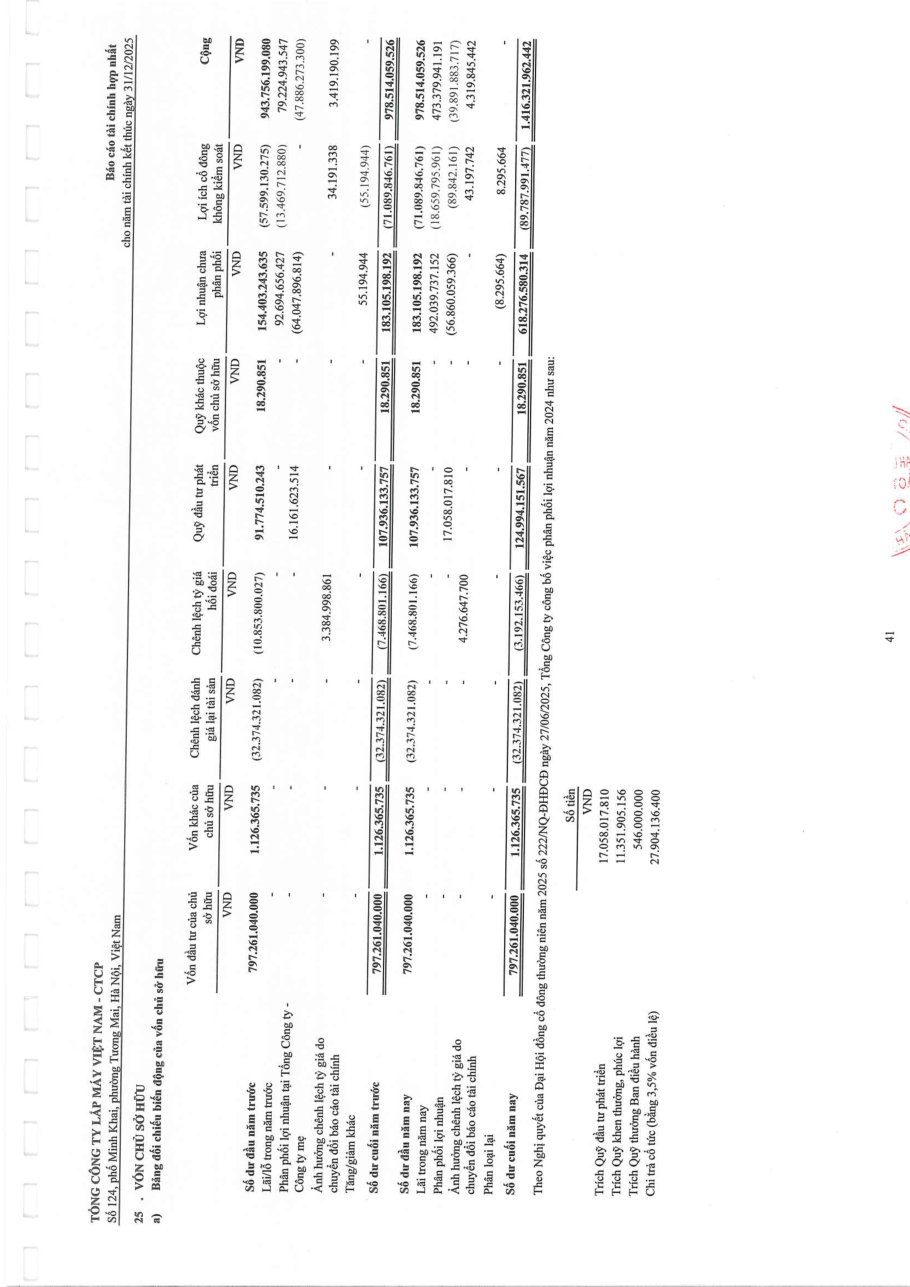 TỔNG CÔNG TY LẮP MÁY VIỆT NAM - CTCP
Số 124, phố Minh Khai, phường Tương Mai, Hà Nội, Việt Nam
Báo cáo tài chính hợp nhất
cho năm tài chính kết thúc ngày 31/12/2025
25 . VỐN CHỦ SỞ HỮU
a) Bảng đối chiếu biến động của vốn chủ sở hữu
Vốn đầu tư của chủ sở hữu | Vốn khác của chủ sở hữu | Chênh lệch đánh giá lại tài sản | Chênh lệch tỷ giá hối đoái | Quỹ đầu tư phát triển | Quỹ khác thuộc vốn chủ sở hữu | Lợi nhuận chưa phân phối | Lợi ích cổ đông không kiểm soát | Cộng
VND | VND | VND | VND | VND | VND | VND | VND | VND
Số dư đầu năm trước | 797.261.040.000 | 1.126.365.735 | (32.374.321.082) | (10.853.800.027) | 91.774.510.243 | 18.290.851 | 154.403.243.635 | (57.599.130.275) | 943.756.199.080
Lãi/lỗ trong năm trước | - | - | - | - | - | - | 92.694.656.427 | (13.469.712.880) | 79.224.943.547
Phân phối lợi nhuận tại Tổng Công ty - Công ty mẹ | - | - | - | - | 16.161.623.514 | - | (64.047.896.814) | - | (47.886.273.300)
Ảnh hưởng chênh lệch tỷ giá do chuyển đổi báo cáo tài chính | - | - | - | 3.384.998.861 | - | - | - | 34.191.338 | 3.419.190.199
Tăng/giảm khác | - | - | - | - | - | - | 55.194.944 | (55.194.944) | -
Số dư cuối năm trước | 797.261.040.000 | 1.126.365.735 | (32.374.321.082) | (7.468.801.166) | 107.936.133.757 | 18.290.851 | 183.105.198.192 | (71.089.846.761) | 978.514.059.526
Số dư đầu năm nay | 797.261.040.000 | 1.126.365.735 | (32.374.321.082) | (7.468.801.166) | 107.936.133.757 | 18.290.851 | 183.105.198.192 | (71.089.846.761) | 978.514.059.526
Lãi trong năm nay | - | - | - | - | - | - | 492.039.737.152 | (18.659.795.961) | 473.379.941.191
Phân phối lợi nhuận | - | - | - | - | 17.058.017.810 | - | (56.860.059.366) | (89.842.161) | (39.891.883.717)
Ảnh hưởng chênh lệch tỷ giá do chuyển đổi báo cáo tài chính | - | - | - | 4.276.647.700 | - | - | - | 43.197.742 | 4.319.845.442
Phân loại lại | - | - | - | - | - | - | (8.295.664) | 8.295.664 | -
Số dư cuối năm nay | 797.261.040.000 | 1.126.365.735 | (32.374.321.082) | (3.192.153.466) | 124.994.151.567 | 18.290.851 | 618.276.580.314 | (89.787.991.477) | 1.416.321.962.442
Theo Nghị quyết của Đại Hội đồng cổ đông thường niên năm 2025 số 222/NQ-ĐHĐCĐ ngày 27/06/2025, Tổng Công ty công bố việc phân phối lợi nhuận năm 2024 như sau:
Số tiền
VND
Trích Quỹ đầu tư phát triển 17.058.017.810
Trích Quỹ khen thưởng, phúc lợi 11.351.905.156
Trích Quỹ thưởng Ban điều hành 546.000.000
Chi trả cổ tức (bằng 3,5% vốn điều lệ) 27.904.136.400
41